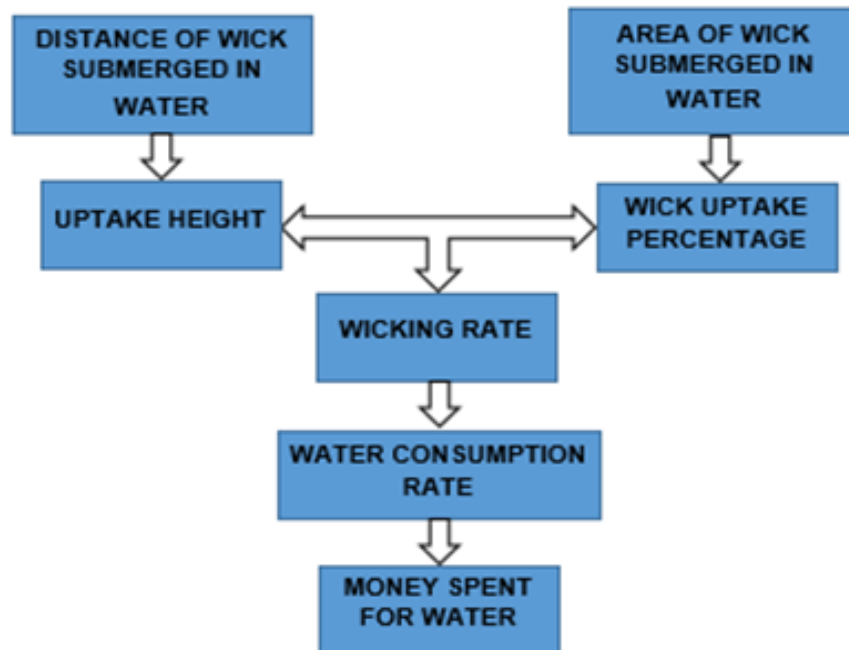 DISTANCE OF WICK
SUBMERGED IN
WATER
AREA OF WICK
SUBMERGED IN
WATER
UPTAKE HEIGHT
WICK UPTAKE
PERCENTAGE
WICKING RATE
WATER CONSUMPTION
RATE
MONEY SPENT
FOR WATER